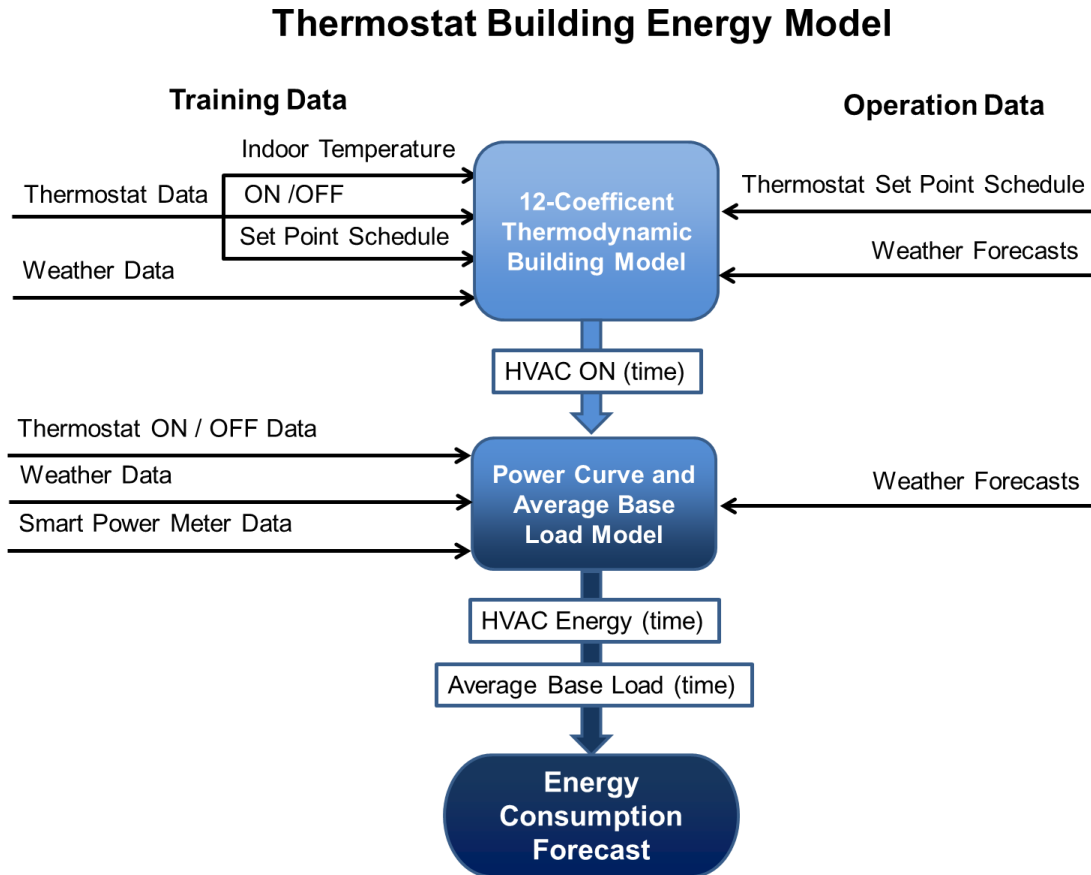 Thermostat Building Energy Model
Training Data
Operation Data
Indoor Temperature
Thermostat Data
ON /OFF
Set Point Schedule
Weather Data
12-Coefficent
Thermodynamic
Building Model
Thermostat Set Point Schedule
Weather Forecasts
HVAC ON (time)
Thermostat ON / OFF Data
Weather Data
Smart Power Meter Data
Power Curve and
Average Base
Load Model
Weather Forecasts
HVAC Energy (time)
Average Base Load (time)
Energy
Consumption
Forecast